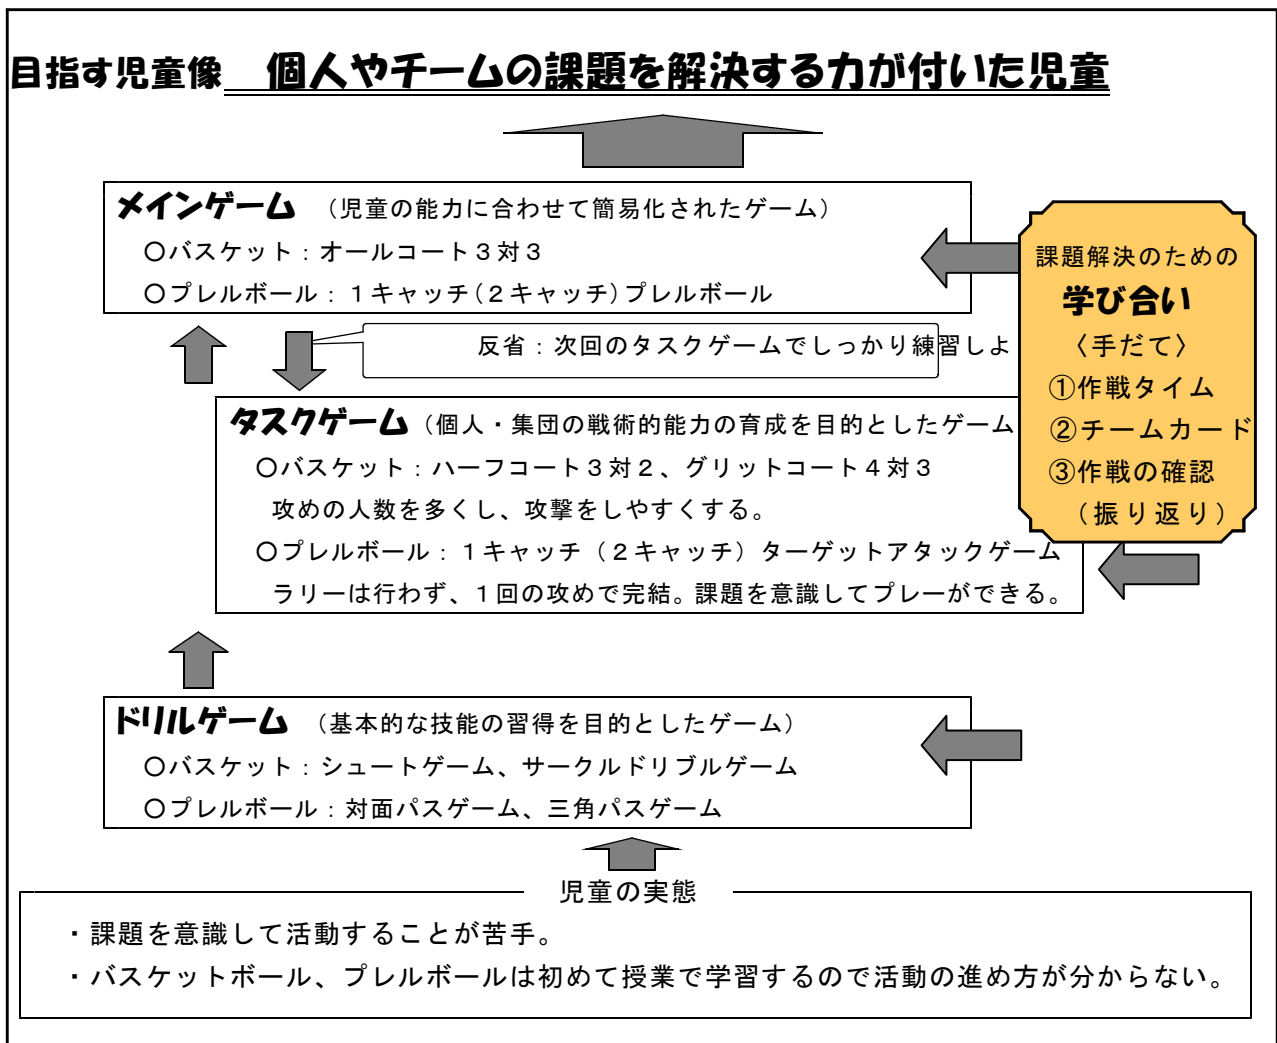 目指す児童像　個人やチームの課題を解決する力が付いた児童
メインゲーム　（児童の能力に合わせて簡易化されたゲーム）
○バスケット：オールコート３対３
○プレルボール：１キャッチ（２キャッチ）プレルボール
反省：次回のタスクゲームでしっかり練習しよ
タスクゲーム（個人・集団の戦術的能力の育成を目的としたゲーム
○バスケット：ハーフコート３対２、グリットコート４対３
攻めの人数を多くし、攻撃をしやすくする。
○プレルボール：１キャッチ（２キャッチ）ターゲットアタックゲーム
ラリーは行わず、１回の攻めで完結。課題を意識してプレーができる。
課題解決のための
学び合い
〈手だて〉
①作戦タイム
②チームカード
③作戦の確認
（振り返り）
ドリルゲーム　（基本的な技能の習得を目的としたゲーム）
○バスケット：シュートゲーム、サークルドリブルゲーム
○プレルボール：対面パスゲーム、三角パスゲーム
児童の実態
・課題を意識して活動することが苦手。
・バスケットボール、プレルボールは初めて授業で学習するので活動の進め方が分からない。